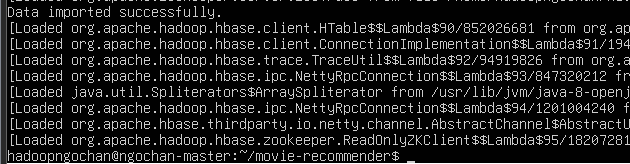 Data imported successfully.
[Loaded org.apache.hadoop.hbase.client.HTable$$Lambda$90/852026681 from org.ap
[Loaded org.apache.hadoop.hbase.client.ConnectionImplementation$$Lambda$91/194
[Loaded org.apache.hadoop.hbase.trace.TraceUtil$$Lambda$92/94919826 from org.a
[Loaded org.apache.hadoop.hbase.ipc.NettyRpcConnection$$Lambda$93/847320212 fr
[Loaded java.util.Spliterators$ArraySpliterator from /usr/lib/jvm/java-8-openj
[Loaded org.apache.hadoop.hbase.ipc.NettyRpcConnection$$Lambda$94/1201004240 f
[Loaded org.apache.hbase.thirdparty.io.netty.channel.AbstractChannel$AbstractU
[Loaded org.apache.hadoop.hbase.zookeeper.ReadOnlyZKClient$$Lambda$95/18207281
hadoopngochan@ngochan-master:~/movie-recommender$